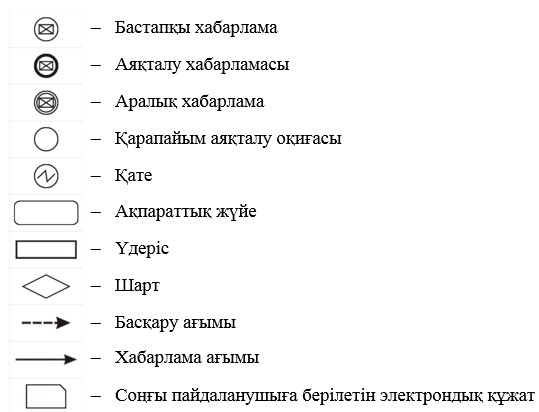 – Бастапқы хабарлама
– Аяқталу хабарламасы
– Аралық хабарлама
– Қарапайым аяқталу оқиғасы
– Қате
– Ақпараттық жүйе
– Үдеріс
– Шарт
– Басқару ағымы
– Хабарлама ағымы
– Соңғы пайдаланушыға берілетін электрондық құжат